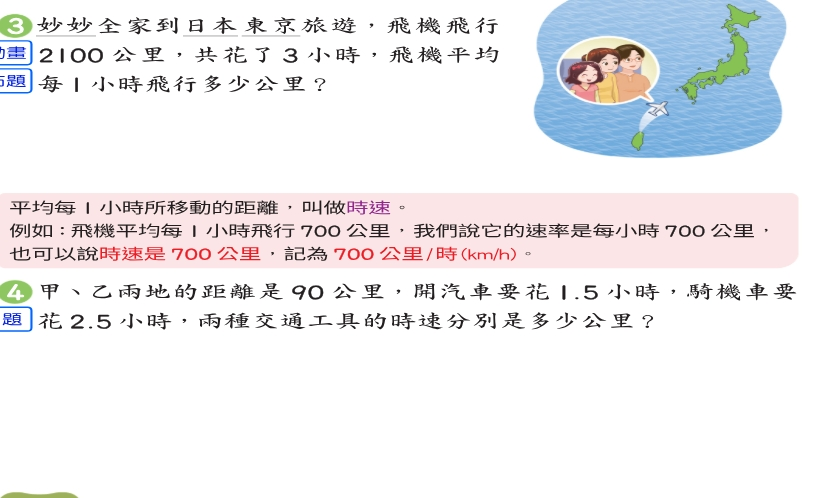 3 妙妙全家到日本東京旅遊，飛機飛行
2100 公里，共花了 3 小時，飛機平均
題 每 1 小時飛行多少公里？
平均每 1 小時所移動的距離，叫做時速。
例如：飛機平均每 1 小時飛行 700 公里，我們說它的速率是每小時 700 公里，
也可以說時速是 700 公里，記為 700 公里/時(km/h)。
4 甲、乙兩地的距離是 90 公里，開汽車要花 1.5 小時，騎機車要
題 花 2.5 小時，兩種交通工具的時速分別是多少公里？